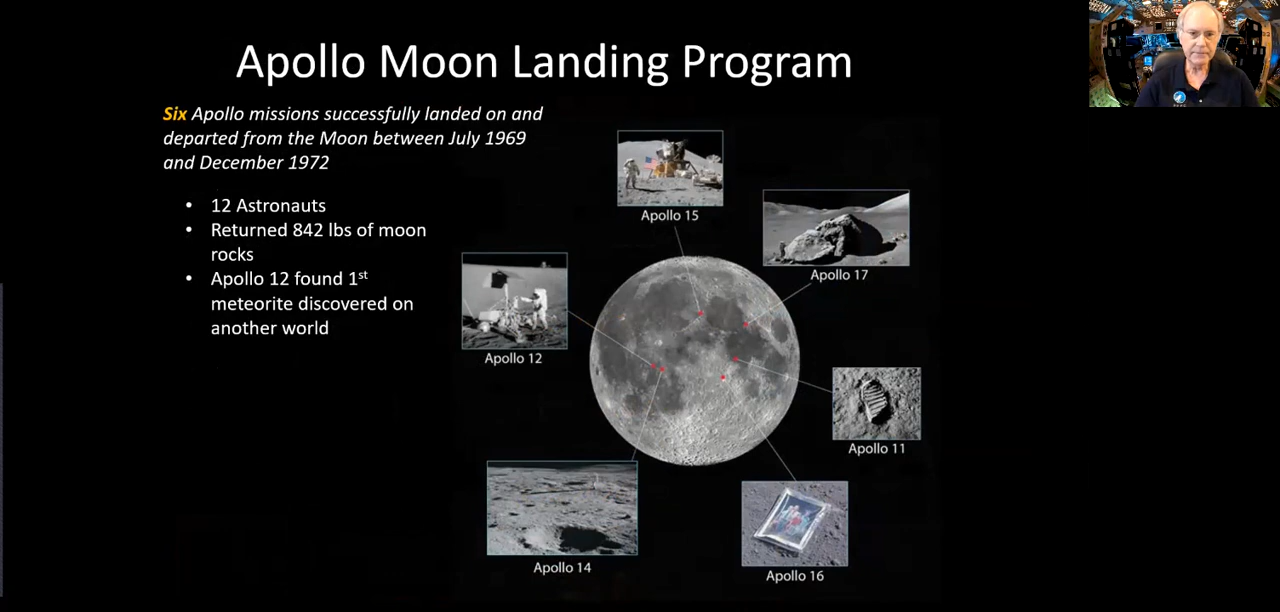 Apollo Moon Landing Program
Six Apollo missions successfully landed on and
departed from the Moon between July 1969
and December 1972
• 12 Astronauts
• Returned 842 lbs of moon
rocks
• Apollo 12 found 1st
meteorite discovered on
another world
Apollo 15
Apollo 17
Apollo 12
Apollo 11
Apollo 14
Apollo 16